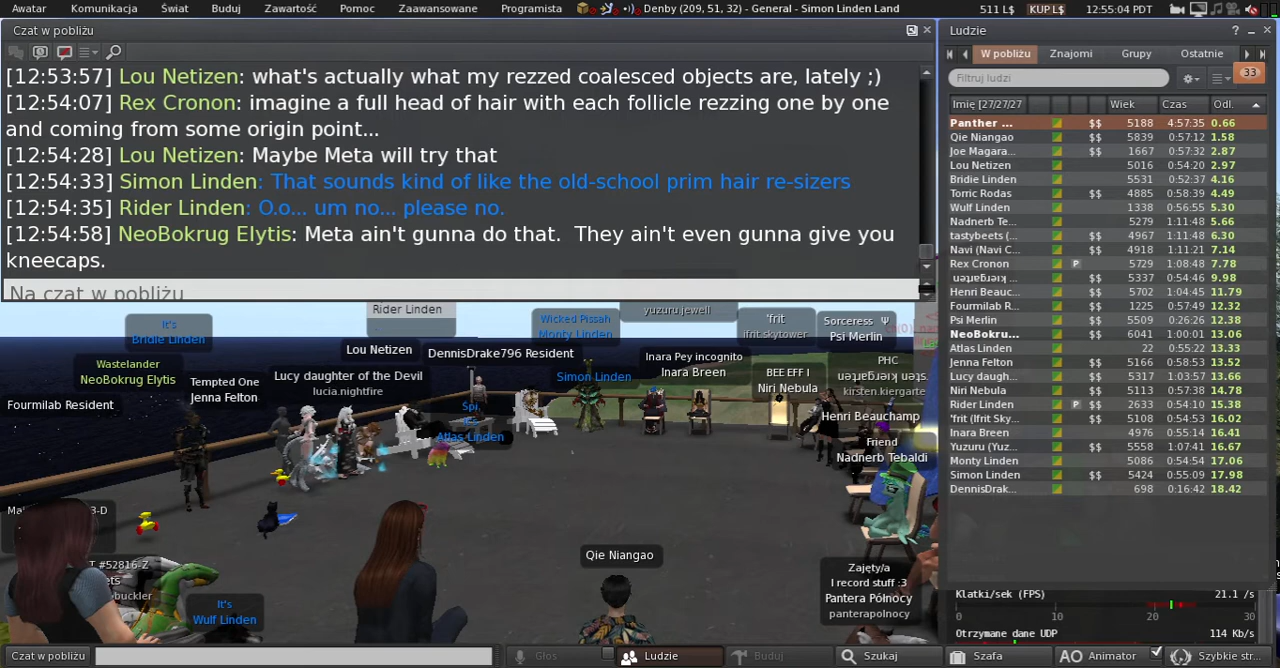 Awatar Komunikacja Świat Buduj Zawartość Pomoc Zaawansowane Programista Denby (209, 51, 32) - General - Simon Linden Land 511 L$ KUP L$ 12:55:04 PDT
Czat w pobliżu
[12:53:57] Lou Netizen: what's actually what my rezzed coalesced objects are, lately ;)
[12:54:07] Rex Cronon: imagine a full head of hair with each follicle rezzing one by one
and coming from some origin point...
[12:54:28] Lou Netizen: Maybe Meta will try that
[12:54:33] Simon Linden: That sounds kind of like the old-school prim hair re-sizers
[12:54:35] Rider Linden: O.o... um no... please no.
[12:54:58] NeoBokrug Elytis: Meta ain't gunna do that.  They ain't even gunna give you
kneecaps.
Na czat w pobliżu
Rider Linden
yuzuru.jewell
It's
Bridie Linden
Wicked Pissah
Monty Linden
'frit
ifrit.skytower
Sorceress Ψ
Psi Merlin
Lou Netizen
DennisDrake796 Resident
Wastelander
NeoBokrug Elytis
Inara Pey incognito
Inara Breen
PHC
kirsten.kiergarte
Tempted One
Jenna Felton
Lucy daughter of the Devil
lucia.nightfire
Simon Linden
BEE EFF I
Niri Nebula
Fourmilab Resident
Śpi,
It's
Atlas Linden
Henri Beauchamp
Friend
Nadnerb Tebaldi
3-D
T #52816-Z
buckler
It's
Wulf Linden
Qie Niangao
Zajęty/a
I record stuff :3
Pantera Północy
panterapolnocy
Ludzie ? _ ×
W pobliżu Znajomi Grupy Ostatnie
Filtruj ludzi 33
Imię [27/27/27 Wiek Czas Odl.
Panther ... $$ 5188 4:57:35 0.66
Qie Niangao $$ 5839 0:57:12 1.58
Joe Magara... $$ 1667 0:57:32 2.87
Lou Netizen 5016 0:54:20 2.97
Bridie Linden 5531 0:52:37 4.16
Torric Rodas $$ 4885 0:58:39 4.49
Wulf Linden 1338 0:56:55 5.30
Nadnerb Te... 5279 1:11:48 5.66
tastybeets (... $$ 4967 1:11:48 6.30
Navi (Navi C... $$ 4918 1:11:21 7.14
Rex Cronon P 5729 1:08:48 7.78
$$ 5337 0:54:46 9.98
Henri Beauc... $$ 5702 1:04:45 11.79
Fourmilab R... $$ 1225 0:57:49 12.32
Psi Merlin $$ 5509 0:26:26 12.38
NeoBokru... $$ 6041 1:00:01 13.06
Atlas Linden 22 0:55:22 13.33
Jenna Felton $$ 5166 0:58:53 13.52
Lucy daugh... $$ 5317 1:03:57 13.66
Niri Nebula $$ 5113 0:57:38 14.78
Rider Linden P 2633 0:54:10 15.38
'frit (Ifrit Sky... $$ 5108 0:54:53 16.02
Inara Breen 4976 0:55:14 16.41
Yuzuru (Yuz... $$ 5558 1:07:41 16.67
Monty Linden 5086 0:54:54 17.06
Simon Linden $$ 5424 0:55:09 17.98
DennisDrak... 698 0:16:42 18.42
Klatki/sek (FPS) 21.1 /s
10 20 30
Otrzymane dane UDP 114 Kb/s
Czat w pobliżu Głos Ludzie Buduj Szukaj Szafa AO Animator Szybkie str...